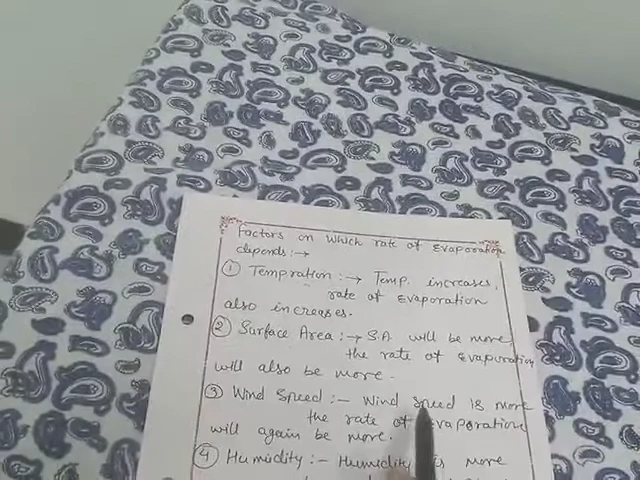 Factors on which rate of Evaporation
depends:→
① Tempration :→ Temp. increases,
rate of Evaporation
also increases.
② Surface Area :→ S.A. will be more
the rate of evaporation
will also be more.
③ Wind Speed :- Wind speed is more
the rate of evaporation
will again be more.
④ Humidity :- Humidity is more